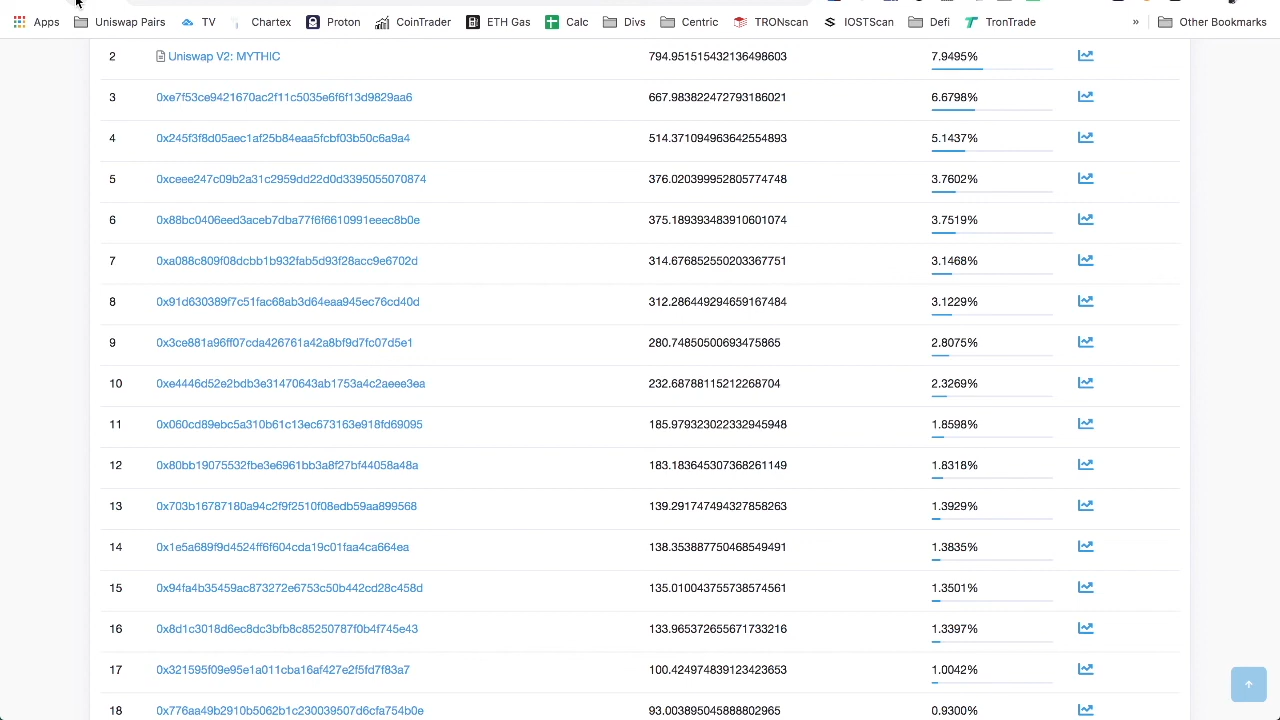 Apps Uniswap Pairs TV Chartex Proton CoinTrader ETH Gas Calc Divs Centric TRONscan IOSTScan Defi TronTrade » Other Bookmarks
2 Uniswap V2: MYTHIC 794.951515432136498603 7.9495%
3 0xe7f53ce9421670ac2f11c5035e6f6f13d9829aa6 667.983822472793186021 6.6798%
4 0x245f3f8d05aec1af25b84eaa5fcbf03b50c6a9a4 514.371094963642554893 5.1437%
5 0xceee247c09b2a31c2959dd22d0d3395055070874 376.020399952805774748 3.7602%
6 0x88bc0406eed3aceb7dba77f6f6610991eeec8b0e 375.189393483910601074 3.7519%
7 0xa088c809f08dcbb1b932fab5d93f28acc9e6702d 314.676852550203367751 3.1468%
8 0x91d630389f7c51fac68ab3d64eaa945ec76cd40d 312.286449294659167484 3.1229%
9 0x3ce881a96ff07cda426761a42a8bf9d7fc07d5e1 280.74850500693475865 2.8075%
10 0xe4446d52e2bdb3e31470643ab1753a4c2aeee3ea 232.68788115212268704 2.3269%
11 0x060cd89ebc5a310b61c13ec673163e918b269095 185.979323022332945948 1.8598%
12 0x80bb19075532fbe3e6961bb3a8f27bf44058a48a 183.183645307368261149 1.8318%
13 0x703b16787180a94c2f9f2510f08edb59aa899568 139.291747494327858263 1.3929%
14 0x1e5a689f9d4524ff6f604cda19c01faa4ca664ea 138.353887750468549491 1.3835%
15 0x94fa4b35459ac873272e6753c50b442cd28c458d 135.010043755738574561 1.3501%
16 0x8d1c3018d6ec8dc3bfb8c85250787f0b4f745e43 133.965372655671733216 1.3397%
17 0x321595f09e95e1a011cba16af427e2f5fd7f83a7 100.424974839123423653 1.0042%
18 0x776aa49b2910b5062b1c230039507d6cfa754b0e 93.003895045888802965 0.9300%